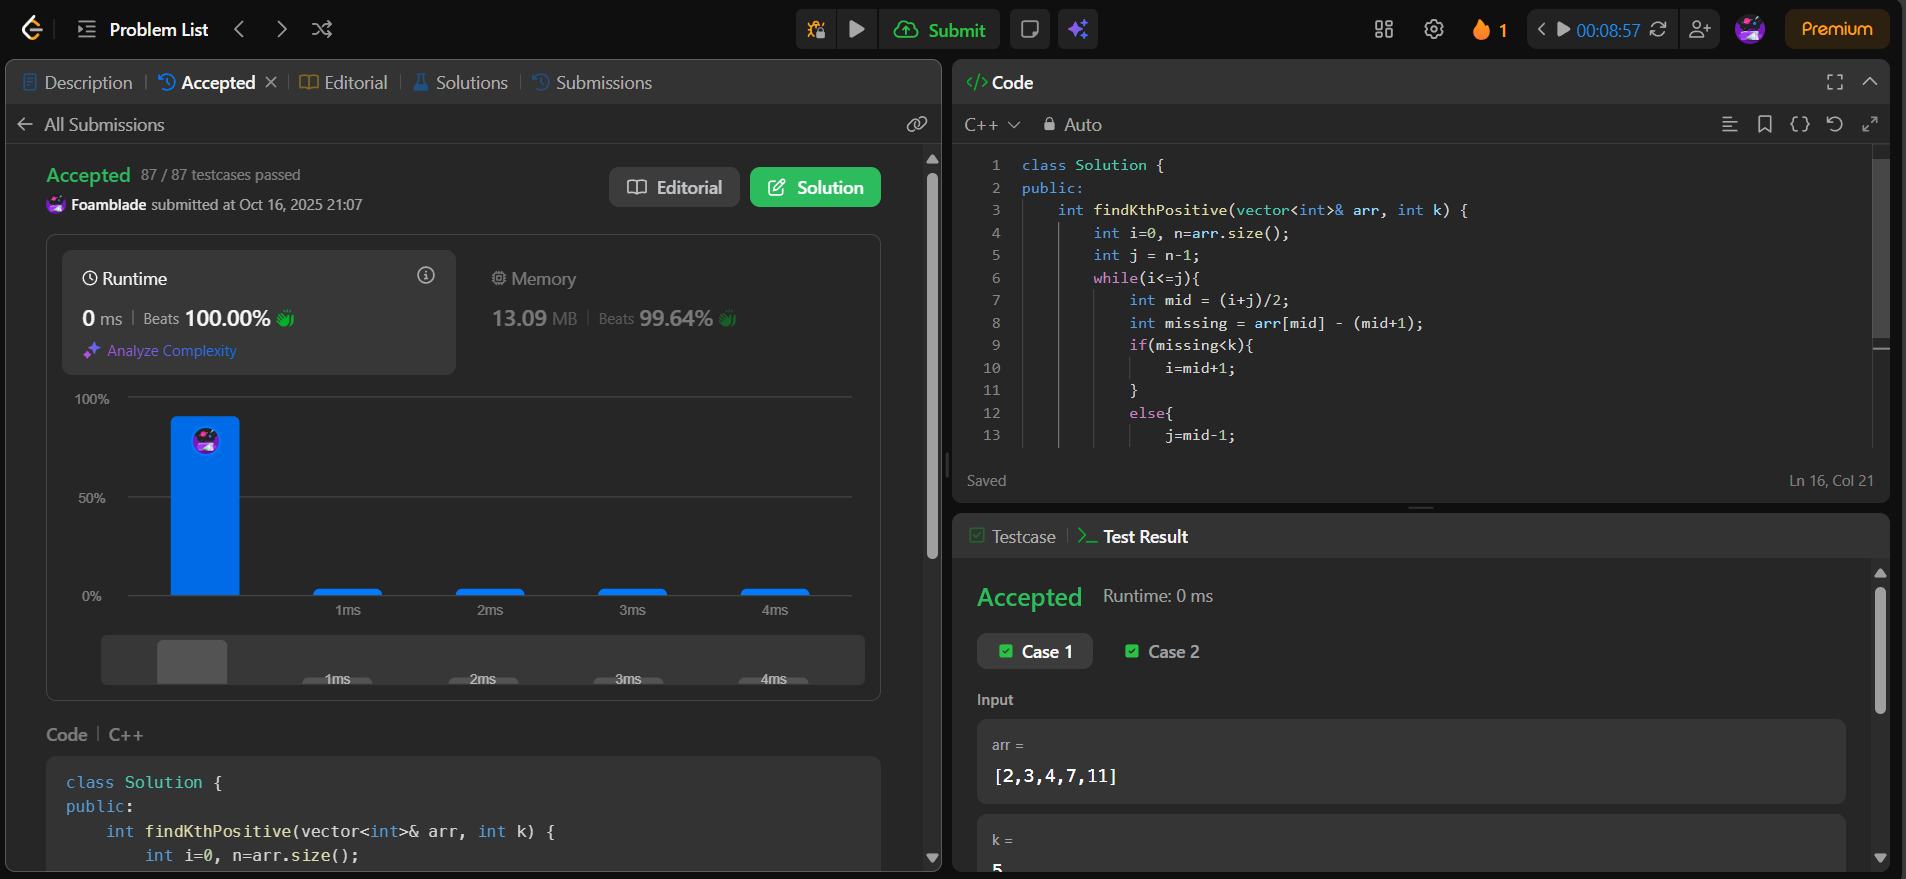 Problem List
Submit
1
00:08:57
Premium
Description
Accepted
Editorial
Solutions
Submissions
All Submissions
Accepted 87 / 87 testcases passed
Foamblade submitted at Oct 16, 2025 21:07
Editorial
Solution
Runtime
0 ms | Beats 100.00%
Analyze Complexity
Memory
13.09 MB | Beats 99.64%
100%
50%
0%
1ms 2ms 3ms 4ms
1ms 2ms 3ms 4ms
Code | C++
class Solution {
public:
    int findKthPositive(vector<int>& arr, int k) {
        int i=0, n=arr.size();
</> Code
C++ Auto
1 class Solution {
2 public:
3     int findKthPositive(vector<int>& arr, int k) {
4         int i=0, n=arr.size();
5         int j = n-1;
6         while(i<=j){
7             int mid = (i+j)/2;
8             int missing = arr[mid] - (mid+1);
9             if(missing<k){
10                 i=mid+1;
11             }
12             else{
13                 j=mid-1;
Saved
Ln 16, Col 21
Testcase
Test Result
Accepted Runtime: 0 ms
Case 1
Case 2
Input
arr =
[2,3,4,7,11]
k =
5